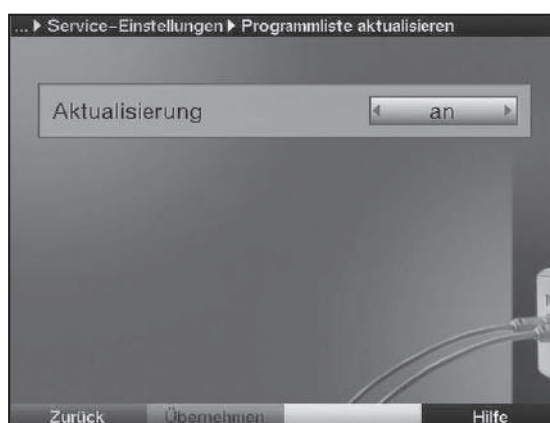 ... ▶ Service-Einstellungen ▶ Programmliste aktualisieren
Aktualisierung ◀ an ▶
Zurück Übernehmen Hilfe